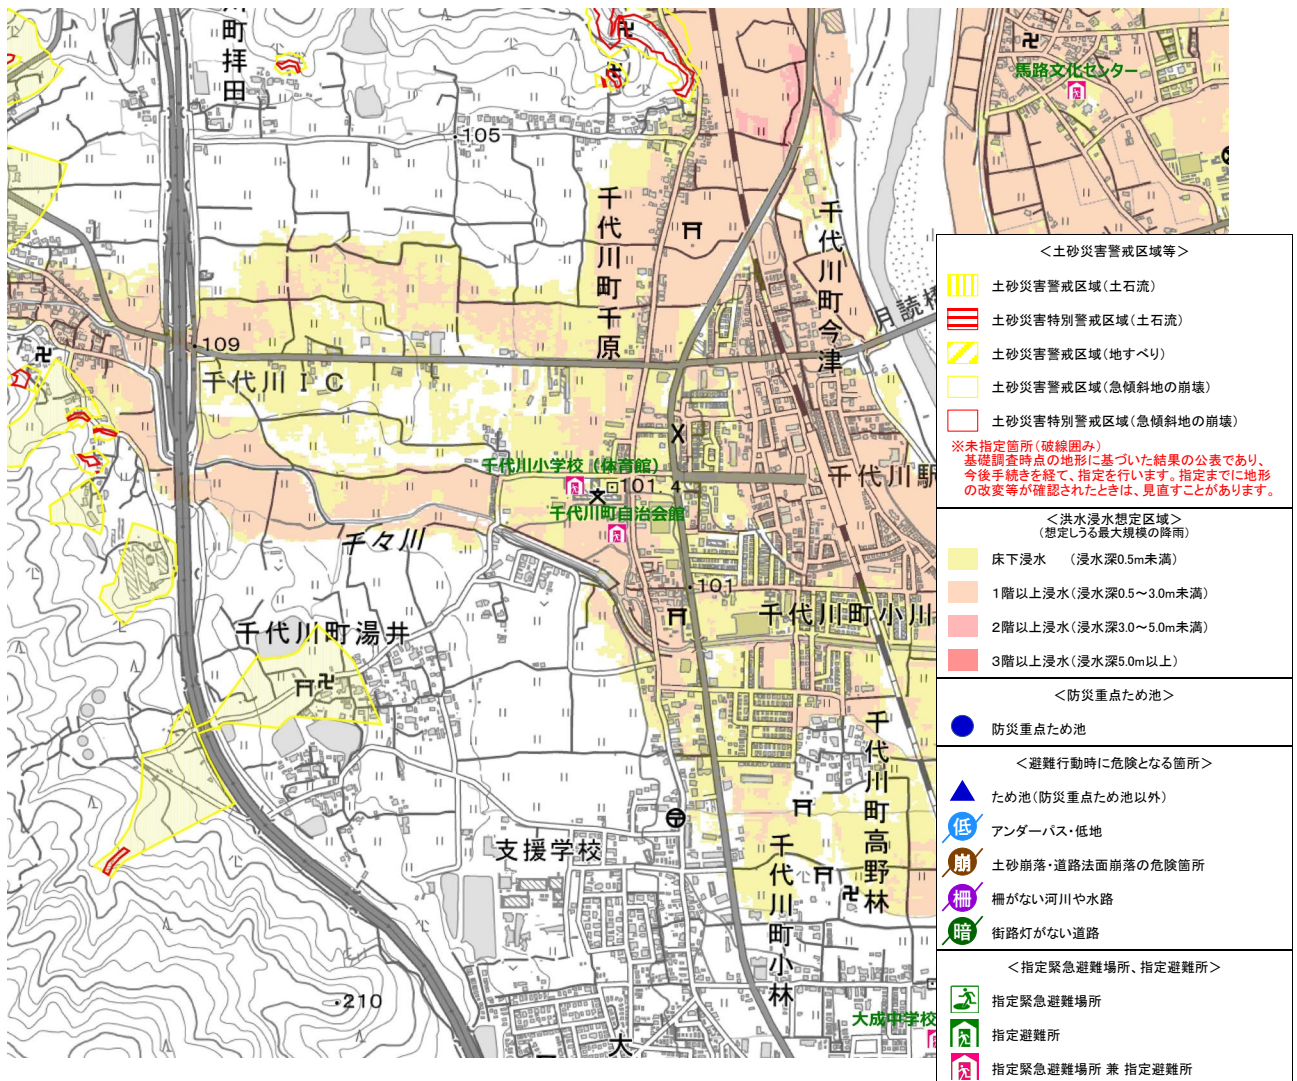 川町拝田
馬路文化センター
105
千代川町千原
千代川町今津
月読橋
109
千代川ＩＣ
千代川小学校（体育館）
101.4
千代川駅
千代川町自治会館
千々川
101
千代川町小川
千代川町湯井
千代川町高野林
支援学校
千代川町小林
210
大成中学校
大
＜土砂災害警戒区域等＞
土砂災害警戒区域（土石流）
土砂災害特別警戒区域（土石流）
土砂災害警戒区域（地すべり）
土砂災害警戒区域（急傾斜地の崩壊）
土砂災害特別警戒区域（急傾斜地の崩壊）
※未指定箇所（破線囲み）
基礎調査時点の地形に基づいた結果の公表であり、
今後手続きを経て、指定を行います。指定までに地形
の改変等が確認されたときは、見直すことがあります。
＜洪水浸水想定区域＞
（想定しうる最大規模の降雨）
床下浸水　（浸水深0.5m未満）
1階以上浸水（浸水深0.5～3.0m未満）
2階以上浸水（浸水深3.0～5.0m未満）
3階以上浸水（浸水深5.0m以上）
＜防災重点ため池＞
防災重点ため池
＜避難行動時に危険となる箇所＞
ため池（防災重点ため池以外）
低 アンダーパス・低地
崩 土砂崩落・道路法面崩落の危険箇所
柵 柵がない河川や水路
暗 街路灯がない道路
＜指定緊急避難場所、指定避難所＞
指定緊急避難場所
指定避難所
指定緊急避難場所 兼 指定避難所